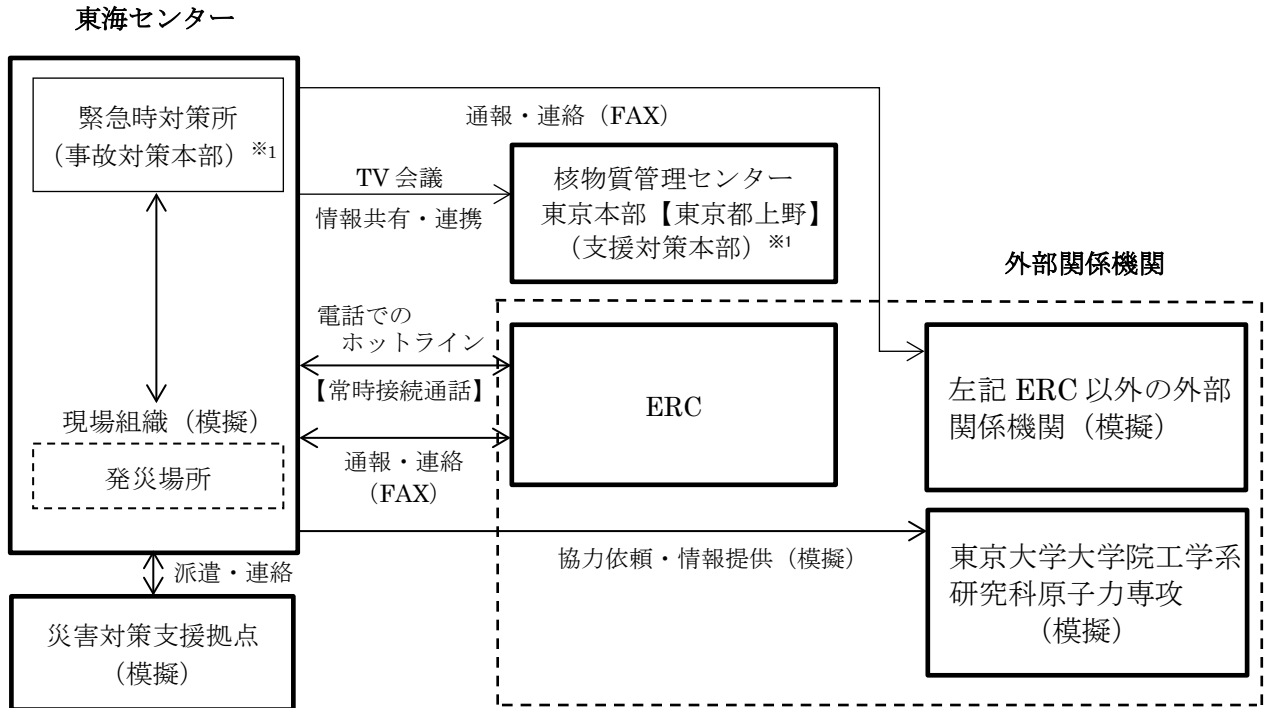 東海センター
緊急時対策所
（事故対策本部）※1
現場組織（模擬）
発災場所
派遣・連絡
災害対策支援拠点
（模擬）
通報・連絡（FAX）
TV 会議
情報共有・連携
核物質管理センター
東京本部【東京都上野】
（支援対策本部）※1
電話での
ホットライン
【常時接続通話】
通報・連絡
（FAX）
外部関係機関
ERC
左記 ERC 以外の外部
関係機関（模擬）
協力依頼・情報提供（模擬）
東京大学大学院工学系
研究科原子力専攻
（模擬）